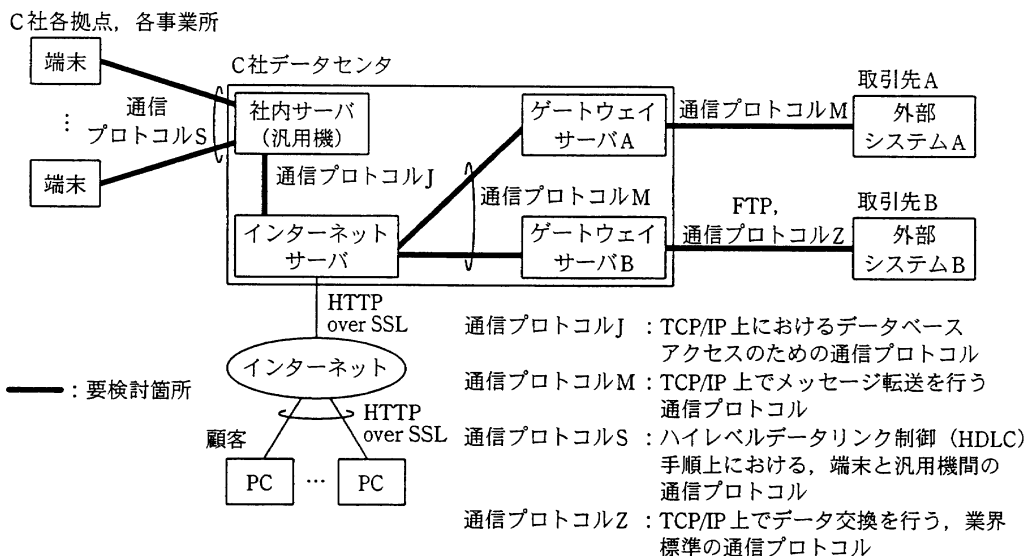 C社各拠点，各事業所
端末
通信
プロトコルS
⋮
端末
C社データセンタ
社内サーバ
（汎用機）
通信プロトコルJ
インターネット
サーバ
ゲートウェイ
サーバA
通信プロトコルM
ゲートウェイ
サーバB
通信プロトコルM
取引先A
外部
システムA
FTP，
通信プロトコルZ
取引先B
外部
システムB
HTTP
over SSL
インターネット
HTTP
over SSL
顧客
PC
…
PC
：要検討箇所
通信プロトコルJ ：TCP/IP上におけるデータベース
アクセスのための通信プロトコル
通信プロトコルM：TCP/IP上でメッセージ転送を行う
通信プロトコル
通信プロトコルS ：ハイレベルデータリンク制御（HDLC）
手順上における，端末と汎用機間の
通信プロトコル
通信プロトコルZ ：TCP/IP上でデータ交換を行う，業界
標準の通信プロトコル